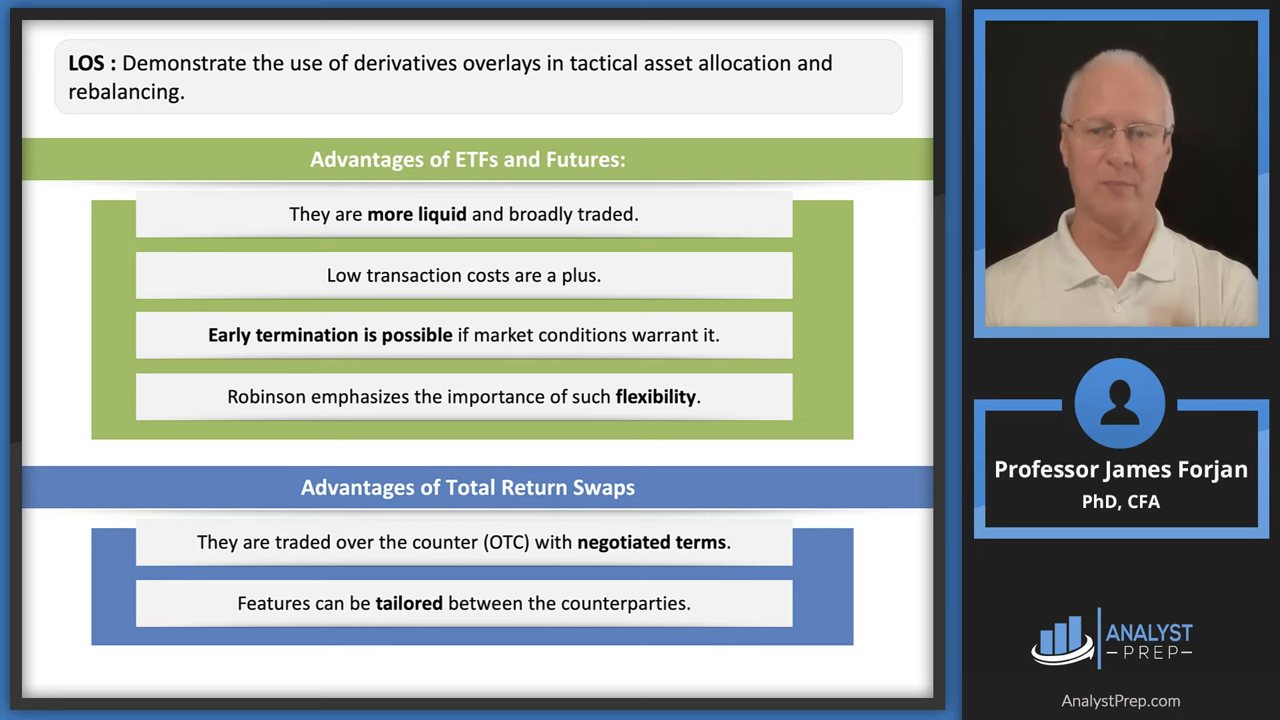 LOS : Demonstrate the use of derivatives overlays in tactical asset allocation and
rebalancing.
Advantages of ETFs and Futures:
They are more liquid and broadly traded.
Low transaction costs are a plus.
Early termination is possible if market conditions warrant it.
Robinson emphasizes the importance of such flexibility.
Advantages of Total Return Swaps
They are traded over the counter (OTC) with negotiated terms.
Features can be tailored between the counterparties.
Professor James Forjan
PhD, CFA
ANALYST
PREP
AnalystPrep.com